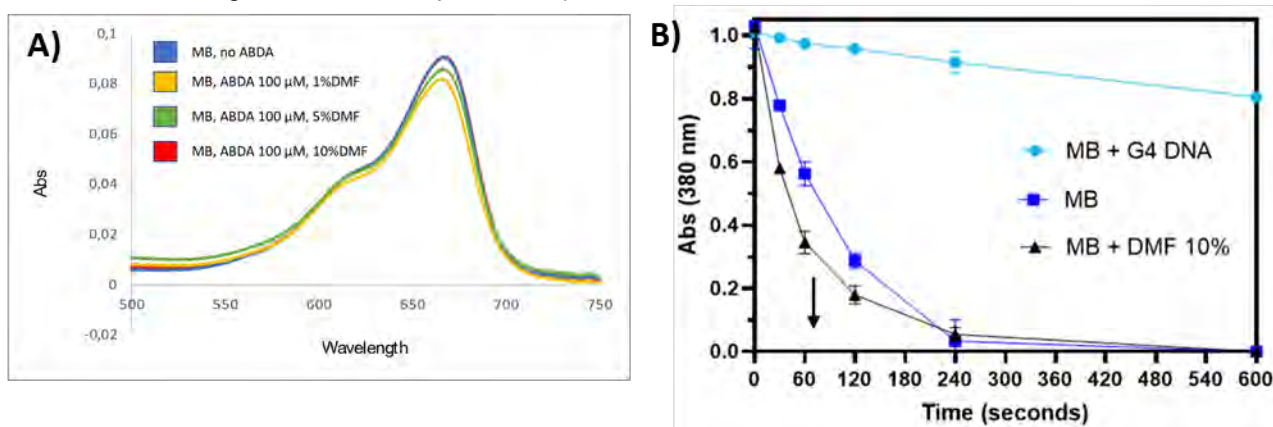 A)
0,1
0,08
0,06
0,04
0,02
0
-0,02
Abs
MB, no ABDA
MB, ABDA 100 µM, 1%DMF
MB, ABDA 100 µM, 5%DMF
MB, ABDA 100 µM, 10%DMF
500 550 600 650 700 750
Wavelength
B)
1.0
0.8
0.6
0.4
0.2
0.0
Abs (380 nm)
MB + G4 DNA
MB
MB + DMF 10%
0 60 120 180 240 300 360 420 480 540 600
Time (seconds)